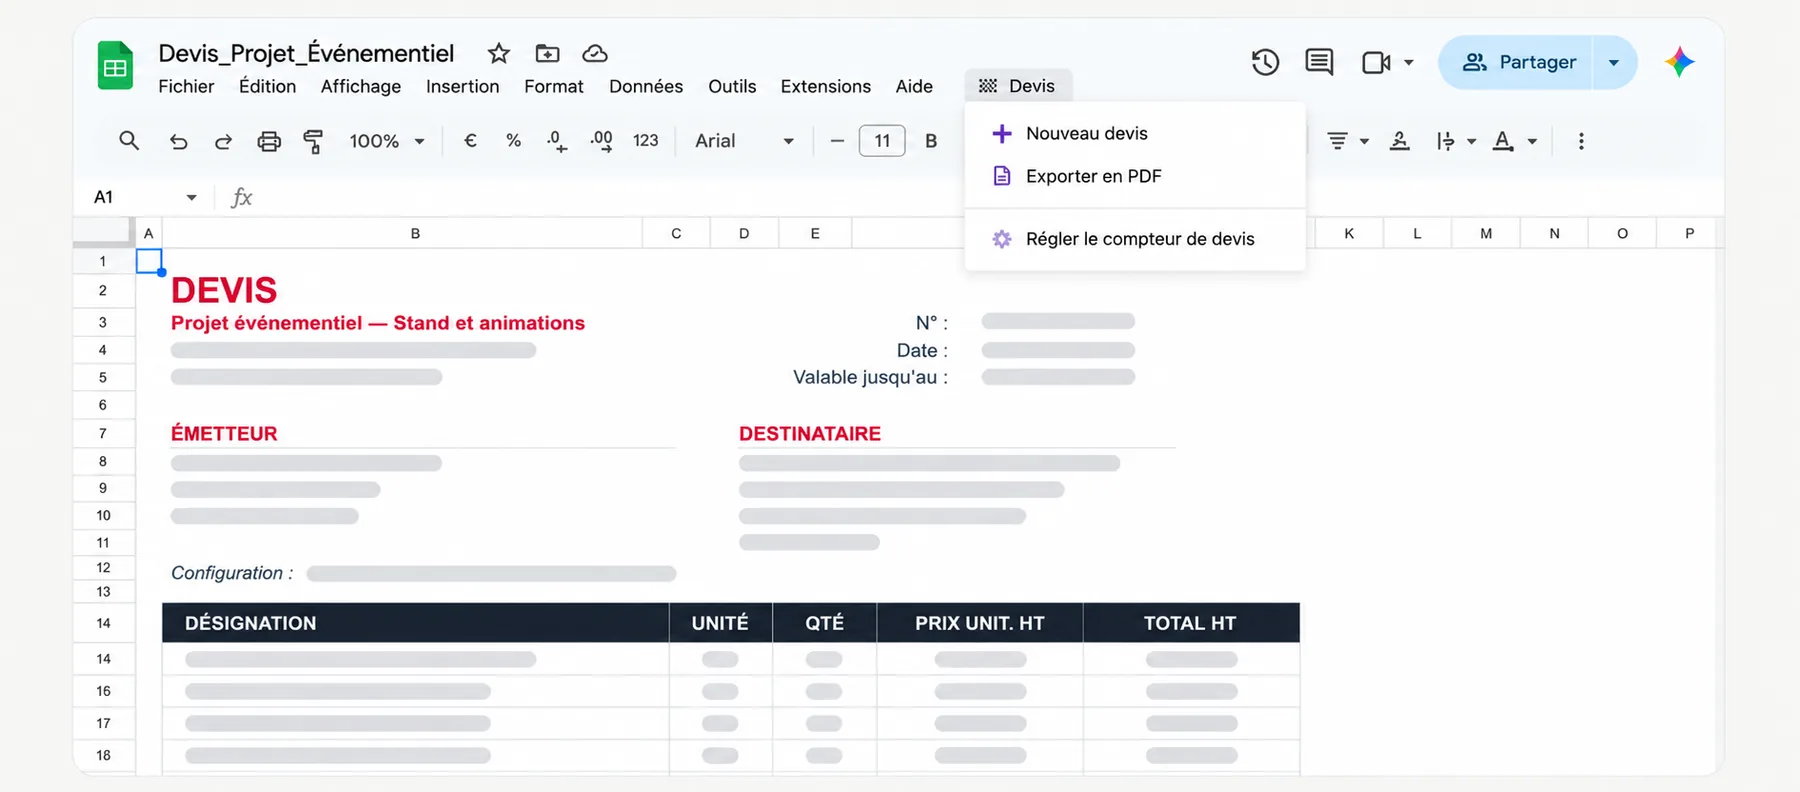 Devis_Projet_Événementiel
Partager
Fichier Édition Affichage Insertion Format Données Outils Extensions Aide Devis
Nouveau devis
Exporter en PDF
Régler le compteur de devis
100% € % .0 .00 123 Arial 11 B A
A1 fx
A B C D E K L M N O P
1
2 DEVIS
3 Projet événementiel — Stand et animations N° :
4 Date :
5 Valable jusqu'au :
6
7 ÉMETTEUR DESTINATAIRE
8
9
10
11
12 Configuration :
13
14 DÉSIGNATION UNITÉ QTÉ PRIX UNIT. HT TOTAL HT
14
16
17
18